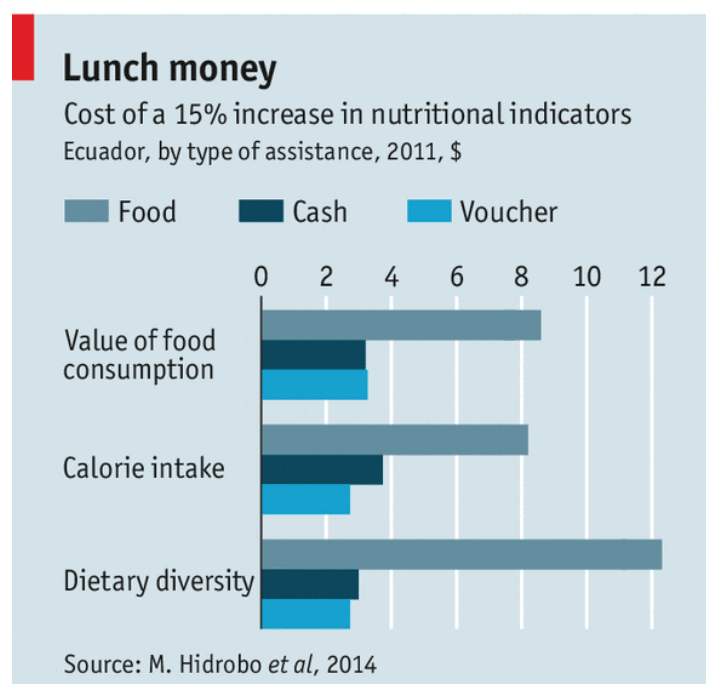 Lunch money
Cost of a 15% increase in nutritional indicators
Ecuador, by type of assistance, 2011, $
Food Cash Voucher
0 2 4 6 8 10 12
Value of food
consumption
Calorie intake
Dietary diversity
Source: M. Hidrobo et al, 2014